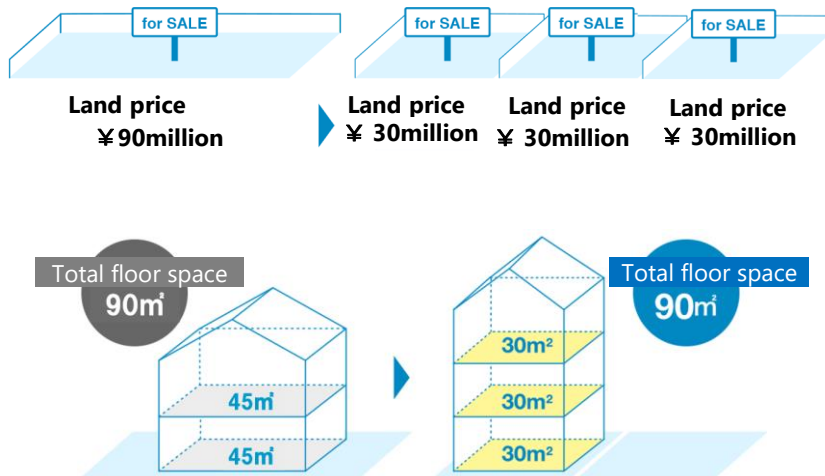 for SALE
for SALE
for SALE
for SALE
Land price
￥90million
Land price
￥ 30million
Land price
￥ 30million
Land price
￥ 30million
Total floor space
90㎡
Total floor space
90㎡
45㎡
45㎡
30m²
30m²
30m²